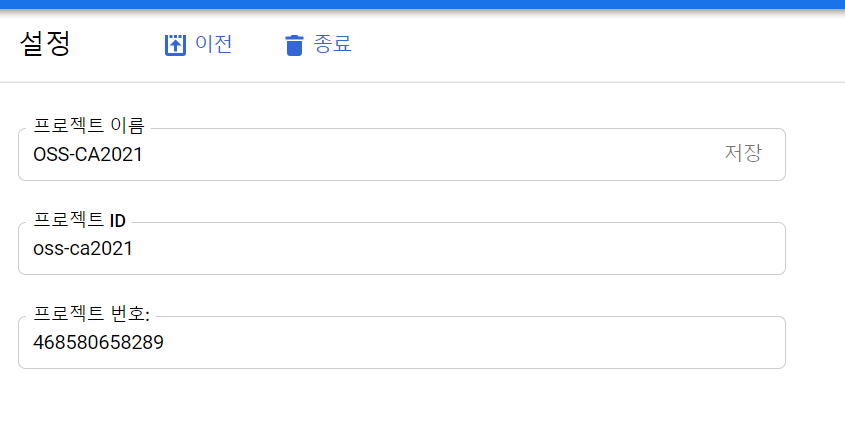 설정 이전 종료
프로젝트 이름
OSS-CA2021 저장
프로젝트 ID
oss-ca2021
프로젝트 번호:
468580658289